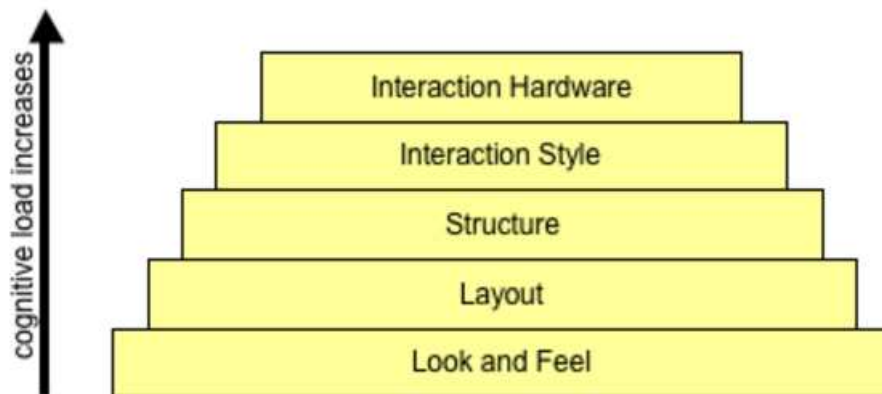 cognitive load increases
Interaction Hardware
Interaction Style
Structure
Layout
Look and Feel